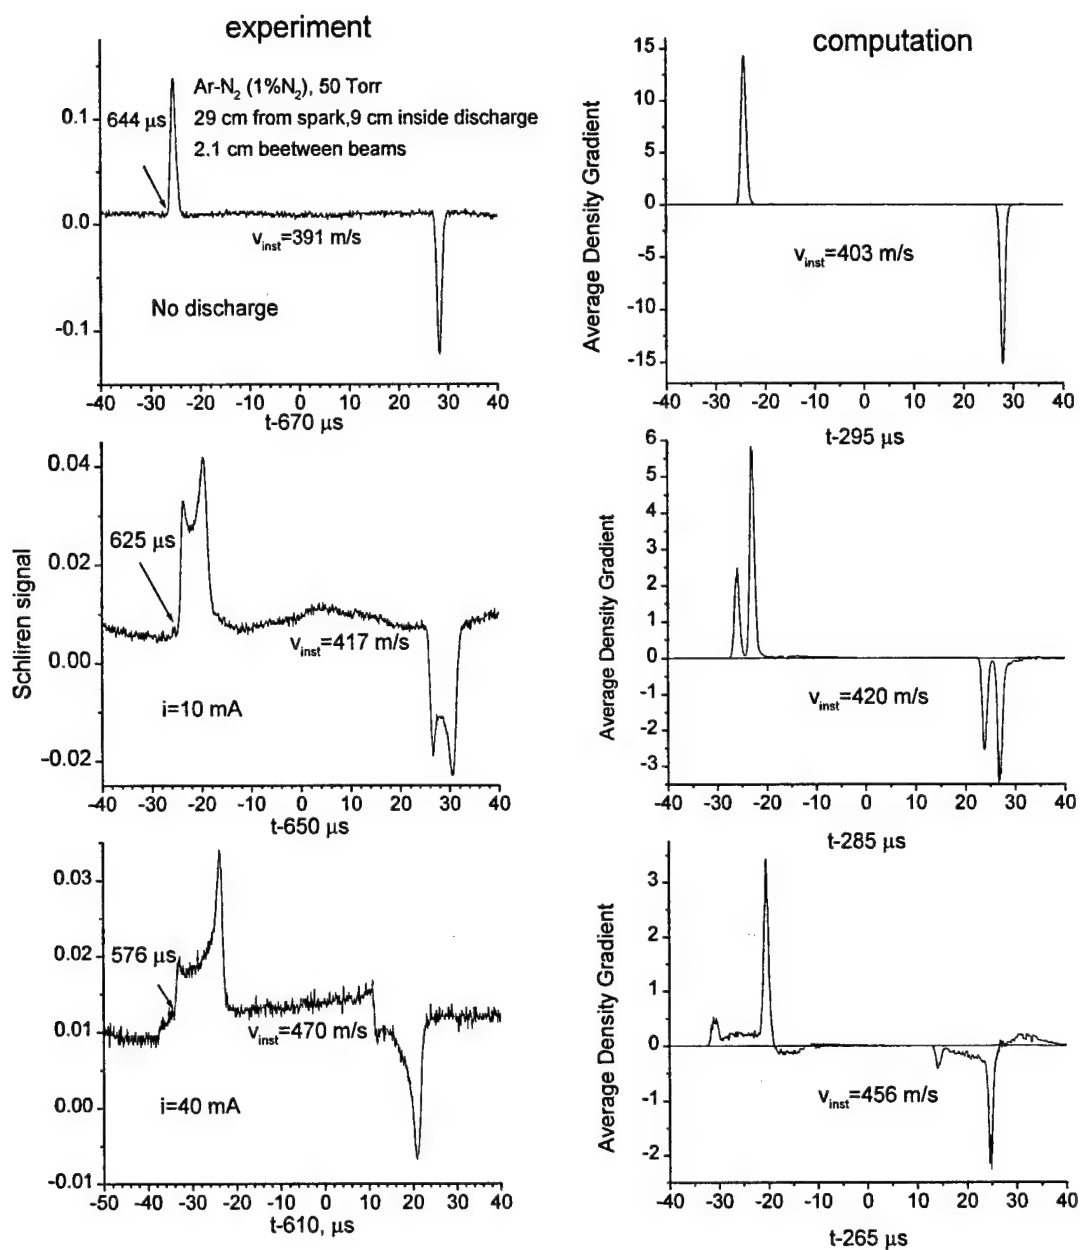 experiment
computation
Ar-N₂ (1%N₂), 50 Torr
29 cm from spark,9 cm inside discharge
2.1 cm beetween beams
644 μs
0.1
0.0
-0.1
v_inst=391 m/s
No discharge
-40 -30 -20 -10 0 10 20 30 40
t-670 μs
Average Density Gradient
15
10
5
0
-5
-10
-15
v_inst=403 m/s
-40 -30 -20 -10 0 10 20 30 40
t-295 μs
Schliren signal
0.04
0.02
0.00
-0.02
625 μs
v_inst=417 m/s
i=10 mA
-40 -30 -20 -10 0 10 20 30 40
t-650 μs
Average Density Gradient
6
5
4
3
2
1
0
-1
-2
-3
v_inst=420 m/s
-40 -30 -20 -10 0 10 20 30 40
t-285 μs
0.03
0.02
0.01
0.00
-0.01
576 μs
v_inst=470 m/s
i=40 mA
-50 -40 -30 -20 -10 0 10 20 30 40
t-610, μs
Average Density Gradient
3
2
1
0
-1
-2
v_inst=456 m/s
-40 -30 -20 -10 0 10 20 30 40
t-265 μs